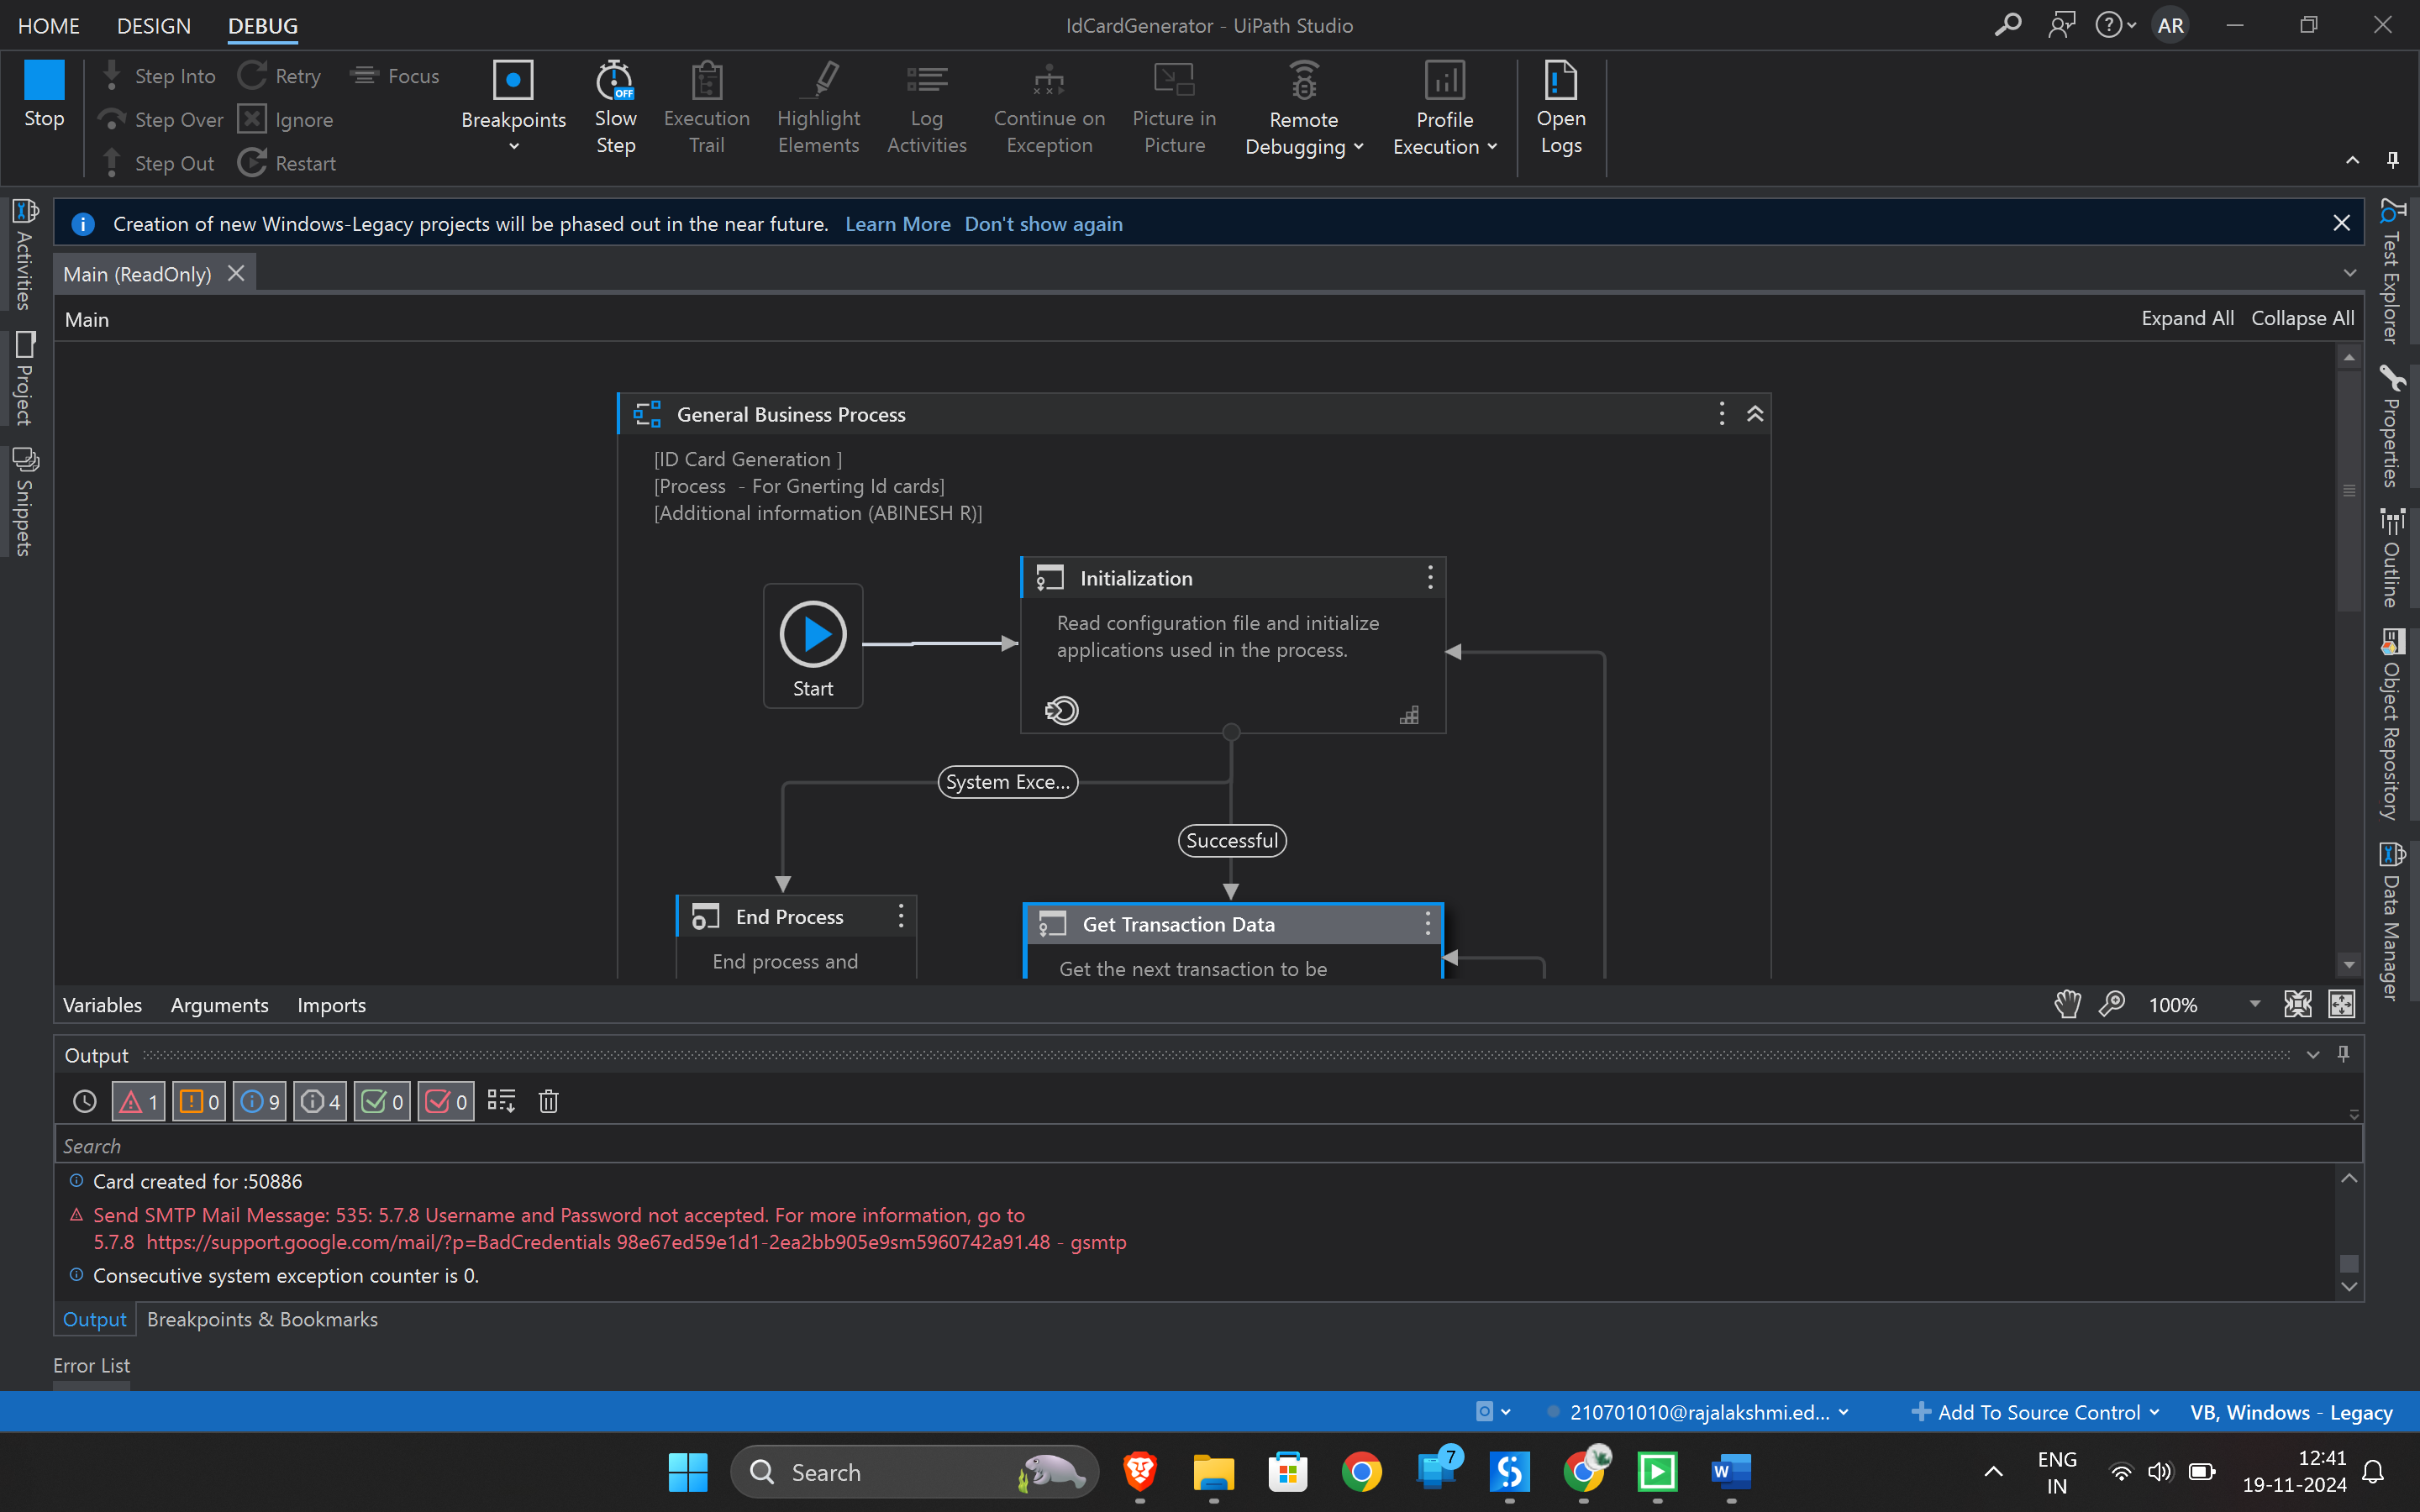 HOME DESIGN DEBUG
IdCardGenerator - UiPath Studio
AR
Stop
Step Into
Step Over
Step Out
Retry
Ignore
Restart
Focus
Breakpoints
Slow
Step
OFF
Execution
Trail
Highlight
Elements
Log
Activities
Continue on
Exception
Picture in
Picture
Remote
Debugging
Profile
Execution
Open
Logs
Creation of new Windows-Legacy projects will be phased out in the near future. Learn More Don't show again
Activities
Project
Snippets
Main (ReadOnly)
Main
Expand All Collapse All
General Business Process
[ID Card Generation ]
[Process - For Gnerting Id cards]
[Additional information (ABINESH R)]
Start
Initialization
Read configuration file and initialize
applications used in the process.
System Exce...
Successful
End Process
End process and
Get Transaction Data
Get the next transaction to be
Test Explorer
Properties
Outline
Object Repository
Data Manager
Variables Arguments Imports
100%
Output
1 0 9 4 0 0
Search
Card created for :50886
Send SMTP Mail Message: 535: 5.7.8 Username and Password not accepted. For more information, go to
5.7.8 https://support.google.com/mail/?p=BadCredentials 98e67ed59e1d1-2ea2bb905e9sm5960742a91.48 - gsmtp
Consecutive system exception counter is 0.
Output Breakpoints & Bookmarks
Error List
210701010@rajalakshmi.ed...
Add To Source Control
VB, Windows - Legacy
Search
7
W
ENG
IN
12:41
19-11-2024